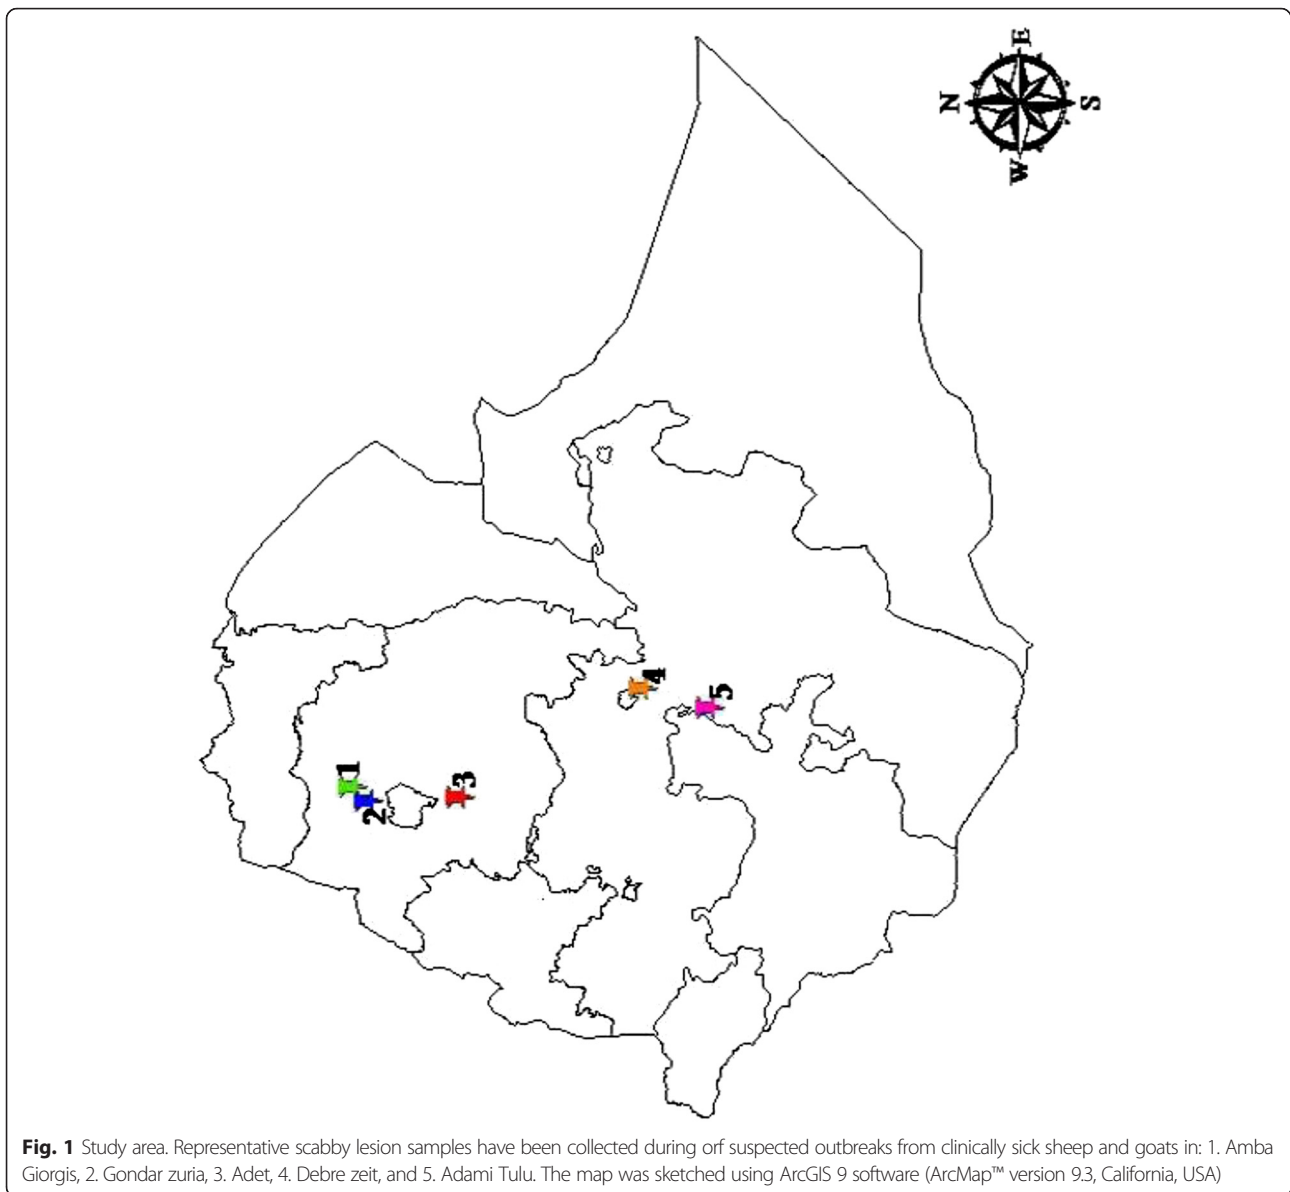 E
N
S
W
4
5
1
3
2
Fig. 1 Study area. Representative scabby lesion samples have been collected during orf suspected outbreaks from clinically sick sheep and goats in: 1. Amba
Giorgis, 2. Gondar zuria, 3. Adet, 4. Debre zeit, and 5. Adami Tulu. The map was sketched using ArcGIS 9 software (ArcMap™ version 9.3, California, USA)